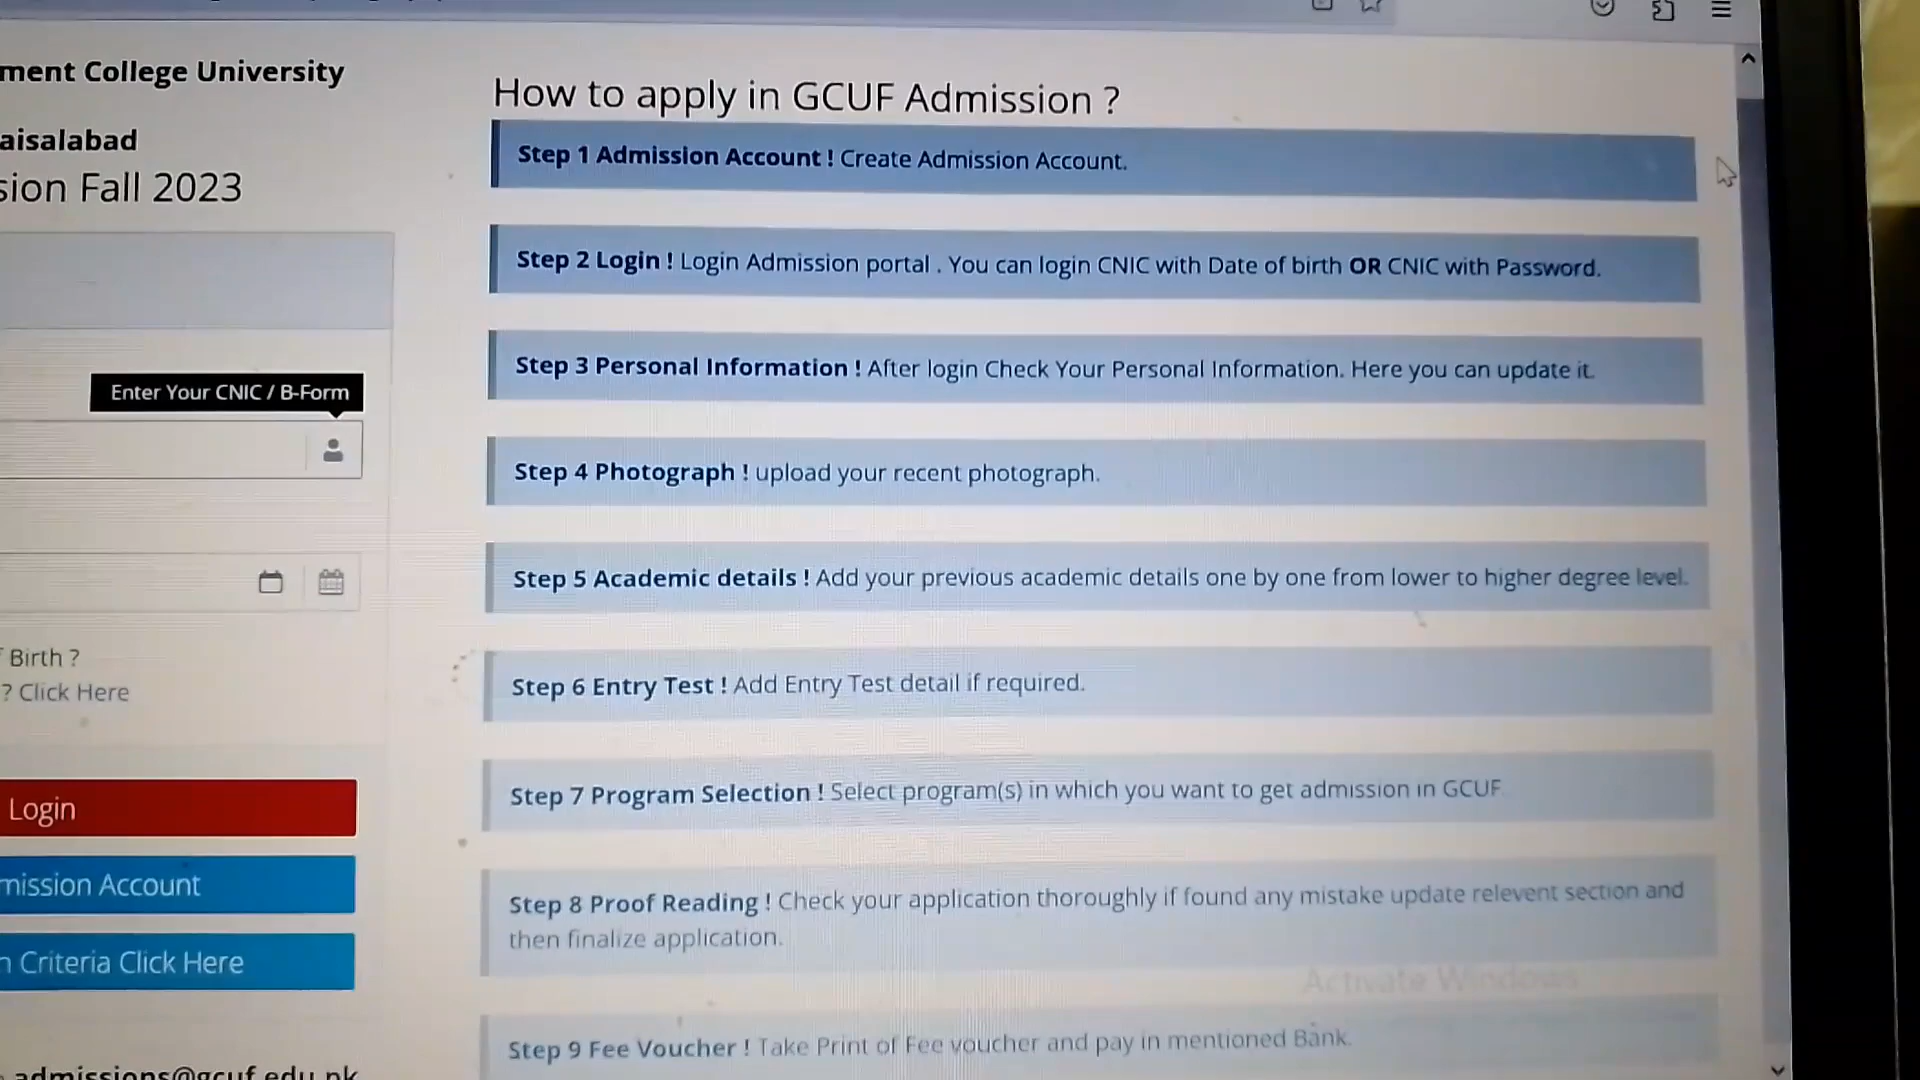 ment College University
aisalabad
sion Fall 2023
Enter Your CNIC / B-Form
Birth ?
? Click Here
Login
mission Account
n Criteria Click Here
admissions@gcuf.edu.pk
How to apply in GCUF Admission ?
Step 1 Admission Account ! Create Admission Account.
Step 2 Login ! Login Admission portal . You can login CNIC with Date of birth OR CNIC with Password.
Step 3 Personal Information ! After login Check Your Personal Information. Here you can update it.
Step 4 Photograph ! upload your recent photograph.
Step 5 Academic details ! Add your previous academic details one by one from lower to higher degree level.
Step 6 Entry Test ! Add Entry Test detail if required.
Step 7 Program Selection ! Select program(s) in which you want to get admission in GCUF.
Step 8 Proof Reading ! Check your application thoroughly if found any mistake update relevent section and
then finalize application.
Activate Windows
Step 9 Fee Voucher ! Take Print of Fee voucher and pay in mentioned Bank.